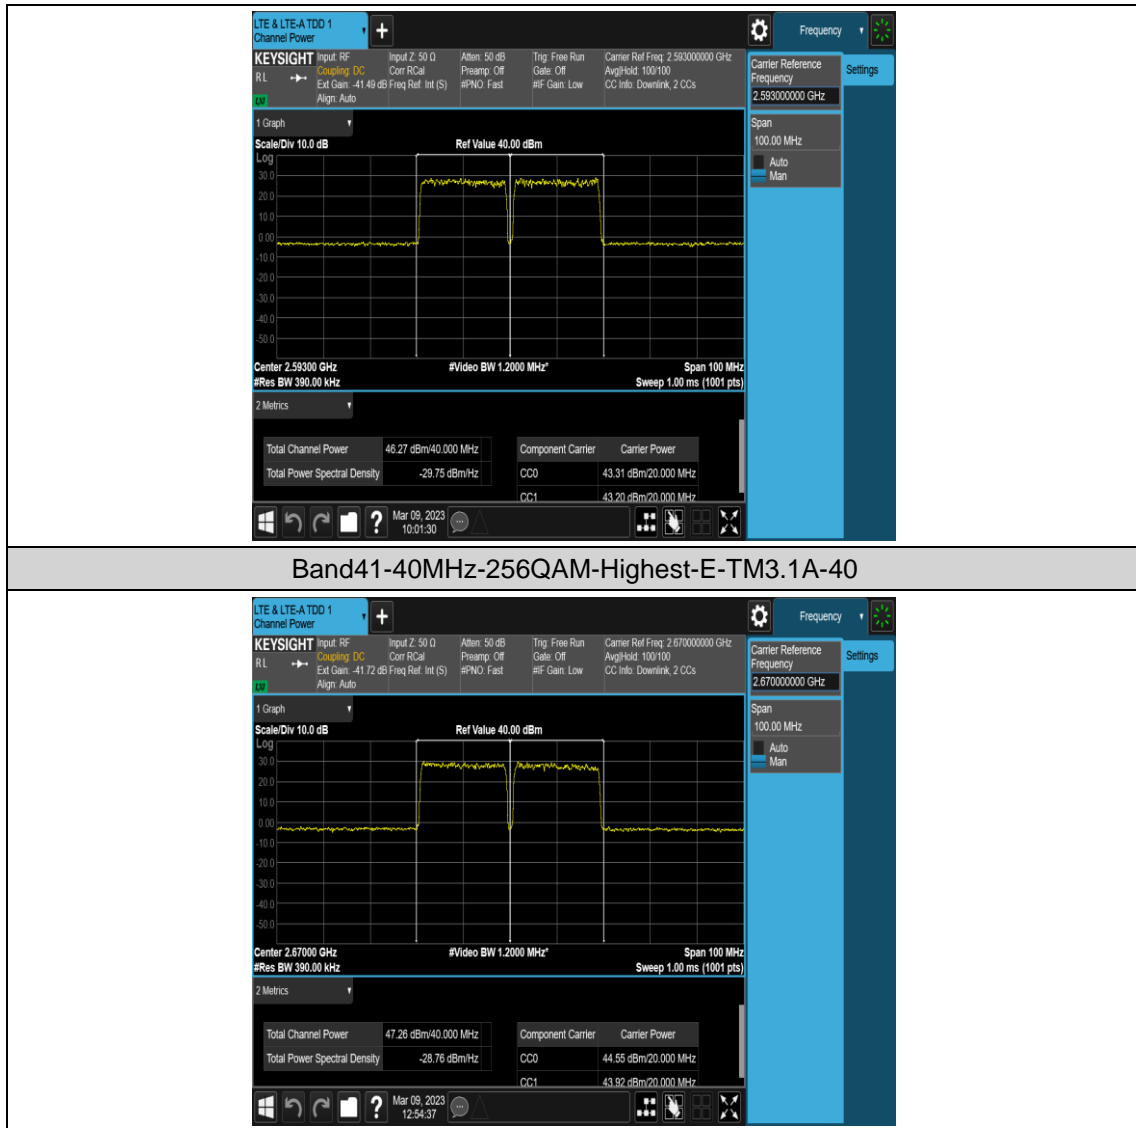 LTE & LTE-A TDD 1
Channel Power
Frequency
KEYSIGHT
RL
LXI
Input: RF
Coupling: DC
Ext Gain: -41.49 dB
Align: Auto
Input Z: 50 Ω
Corr RCal
Freq Ref: Int (S)
Atten: 50 dB
Preamp: Off
#PNO: Fast
Trig: Free Run
Gate: Off
#IF Gain: Low
Carrier Ref Freq: 2.593000000 GHz
Avg|Hold: 100/100
CC Info: Downlink, 2 CCs
Carrier Reference
Frequency
2.593000000 GHz
Settings
Span
100.00 MHz
Auto
Man
1 Graph
Scale/Div 10.0 dB
Ref Value 40.00 dBm
Log
30.0
20.0
10.0
0.00
-10.0
-20.0
-30.0
-40.0
-50.0
Center 2.59300 GHz
#Video BW 1.2000 MHz*
Span 100 MHz
#Res BW 390.00 kHz
Sweep 1.00 ms (1001 pts)
2 Metrics
Total Channel Power 46.27 dBm/40.000 MHz
Total Power Spectral Density -29.75 dBm/Hz
Component Carrier Carrier Power
CC0 43.31 dBm/20.000 MHz
CC1 43.20 dBm/20.000 MHz
Mar 09, 2023
10:01:30
Band41-40MHz-256QAM-Highest-E-TM3.1A-40
LTE & LTE-A TDD 1
Channel Power
Frequency
KEYSIGHT
RL
LXI
Input: RF
Coupling: DC
Ext Gain: -41.72 dB
Align: Auto
Input Z: 50 Ω
Corr RCal
Freq Ref: Int (S)
Atten: 50 dB
Preamp: Off
#PNO: Fast
Trig: Free Run
Gate: Off
#IF Gain: Low
Carrier Ref Freq: 2.670000000 GHz
Avg|Hold: 100/100
CC Info: Downlink, 2 CCs
Carrier Reference
Frequency
2.670000000 GHz
Settings
Span
100.00 MHz
Auto
Man
1 Graph
Scale/Div 10.0 dB
Ref Value 40.00 dBm
Log
30.0
20.0
10.0
0.00
-10.0
-20.0
-30.0
-40.0
-50.0
Center 2.67000 GHz
#Video BW 1.2000 MHz*
Span 100 MHz
#Res BW 390.00 kHz
Sweep 1.00 ms (1001 pts)
2 Metrics
Total Channel Power 47.26 dBm/40.000 MHz
Total Power Spectral Density -28.76 dBm/Hz
Component Carrier Carrier Power
CC0 44.55 dBm/20.000 MHz
CC1 43.92 dBm/20.000 MHz
Mar 09, 2023
12:54:37